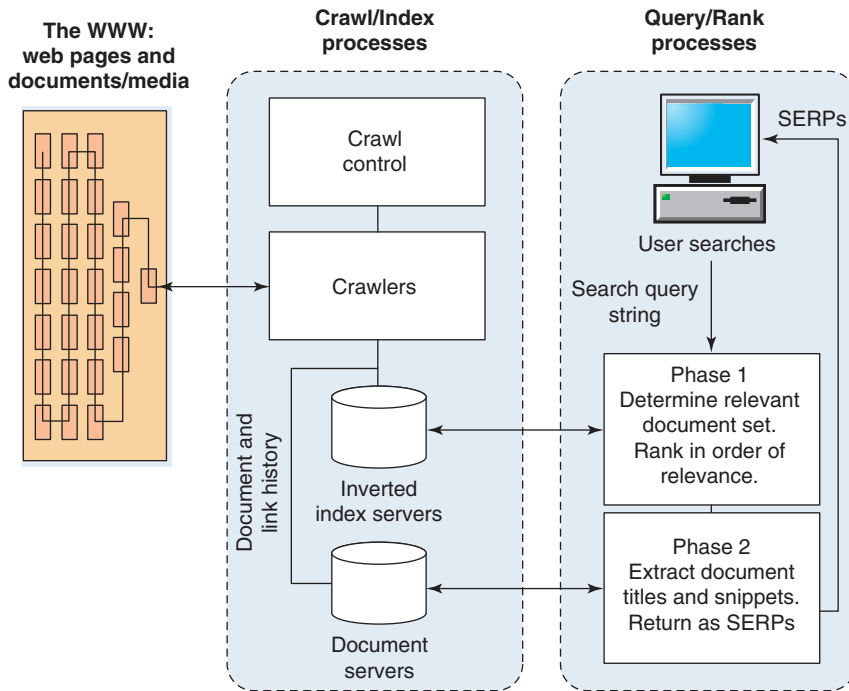 The WWW:
web pages and
documents/media
Crawl/Index
processes
Crawl
control
Crawlers
Document and
link history
Inverted
index servers
Document
servers
Query/Rank
processes
SERPs
User searches
Search query
string
Phase 1
Determine relevant
document set.
Rank in order of
relevance.
Phase 2
Extract document
titles and snippets.
Return as SERPs